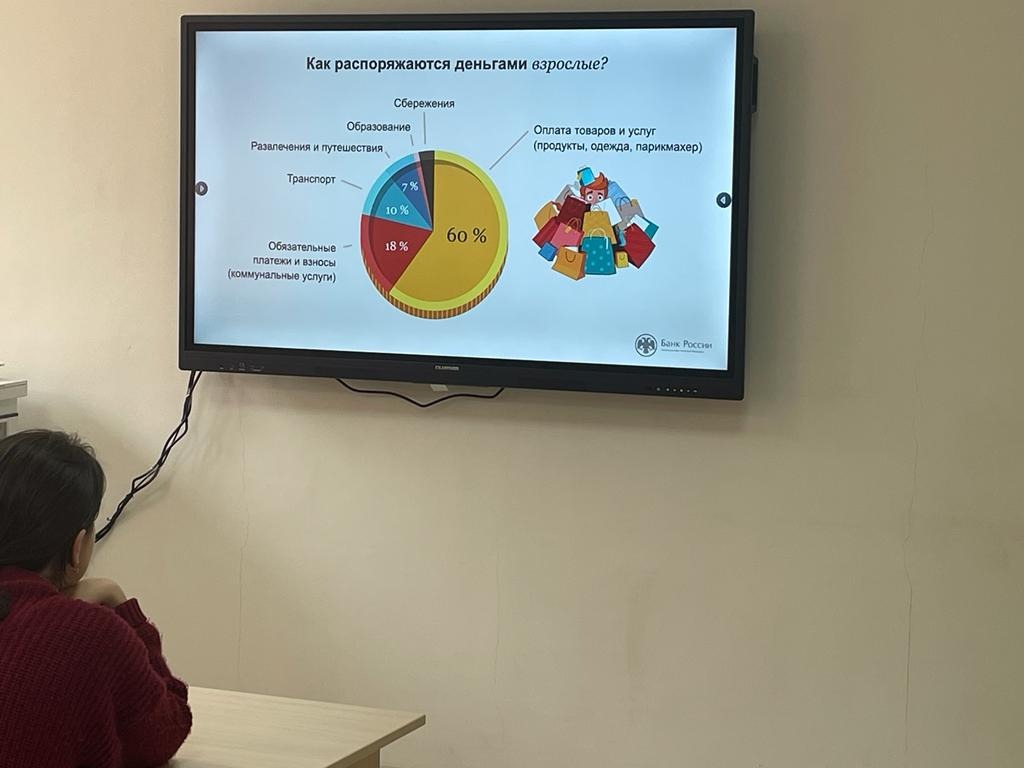 Как распоряжаются деньгами взрослые?
Сбережения
Образование
Развлечения и путешествия
Транспорт
Обязательные
платежи и взносы
(коммунальные услуги)
Оплата товаров и услуг
(продукты, одежда, парикмахер)
7 %
10 %
18 %
60 %
Банк России